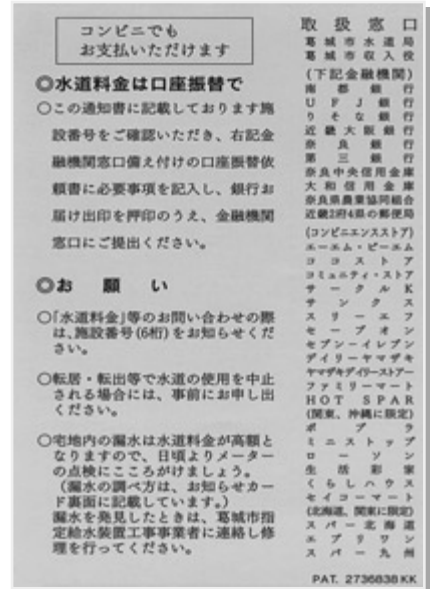 コンビニでも
お支払いただけます
◎水道料金は口座振替で
○この通知書に記載しております施
設番号をご確認いただき、右記金
融機関窓口備え付けの口座振替依
頼書に必要事項を記入し、銀行お
届け出印を押印のうえ、金融機関
窓口にご提出ください。
◎お願い
○「水道料金」等のお問い合わせの際
は、施設番号(6桁)をお知らせくだ
さい。
○転居・転出等で水道の使用を中止
される場合には、事前にお申し出
ください。
○宅地内の漏水は水道料金が高額と
なりますので、日頃よりメーター
の点検にこころがけましょう。
(漏水の調べ方は、お知らせカー
ド裏面に記載しています。)
漏水を発見したときは、葛城市指
定給水装置工事事業者に連絡し修
理を行ってください。
取扱窓口
葛城市水道局
葛城市収入役
(下記金融機関)
南都銀行
UFJ銀行
りそな銀行
近畿大阪銀行
奈良銀行
第三銀行
奈良中央信用金庫
大和信用金庫
奈良県農業協同組合
近畿2府4県の郵便局
(コンビニエンスストア)
エーエム・ピーエム
ココストア
コミュニティ・ストア
サークルK
サンクス
スリーエフ
セーブオン
セブン－イレブン
デイリーヤマザキ
ヤマザキデイリーストアー
ファミリーマート
HOT SPAR
(関東、沖縄に限定)
ポプラ
ミニストップ
ローソン
生活彩家
くらしハウス
セイコーマート
(北海道、関東に限定)
スパー北海道
エブリワン
スパー九州
PAT. 2736838 KK